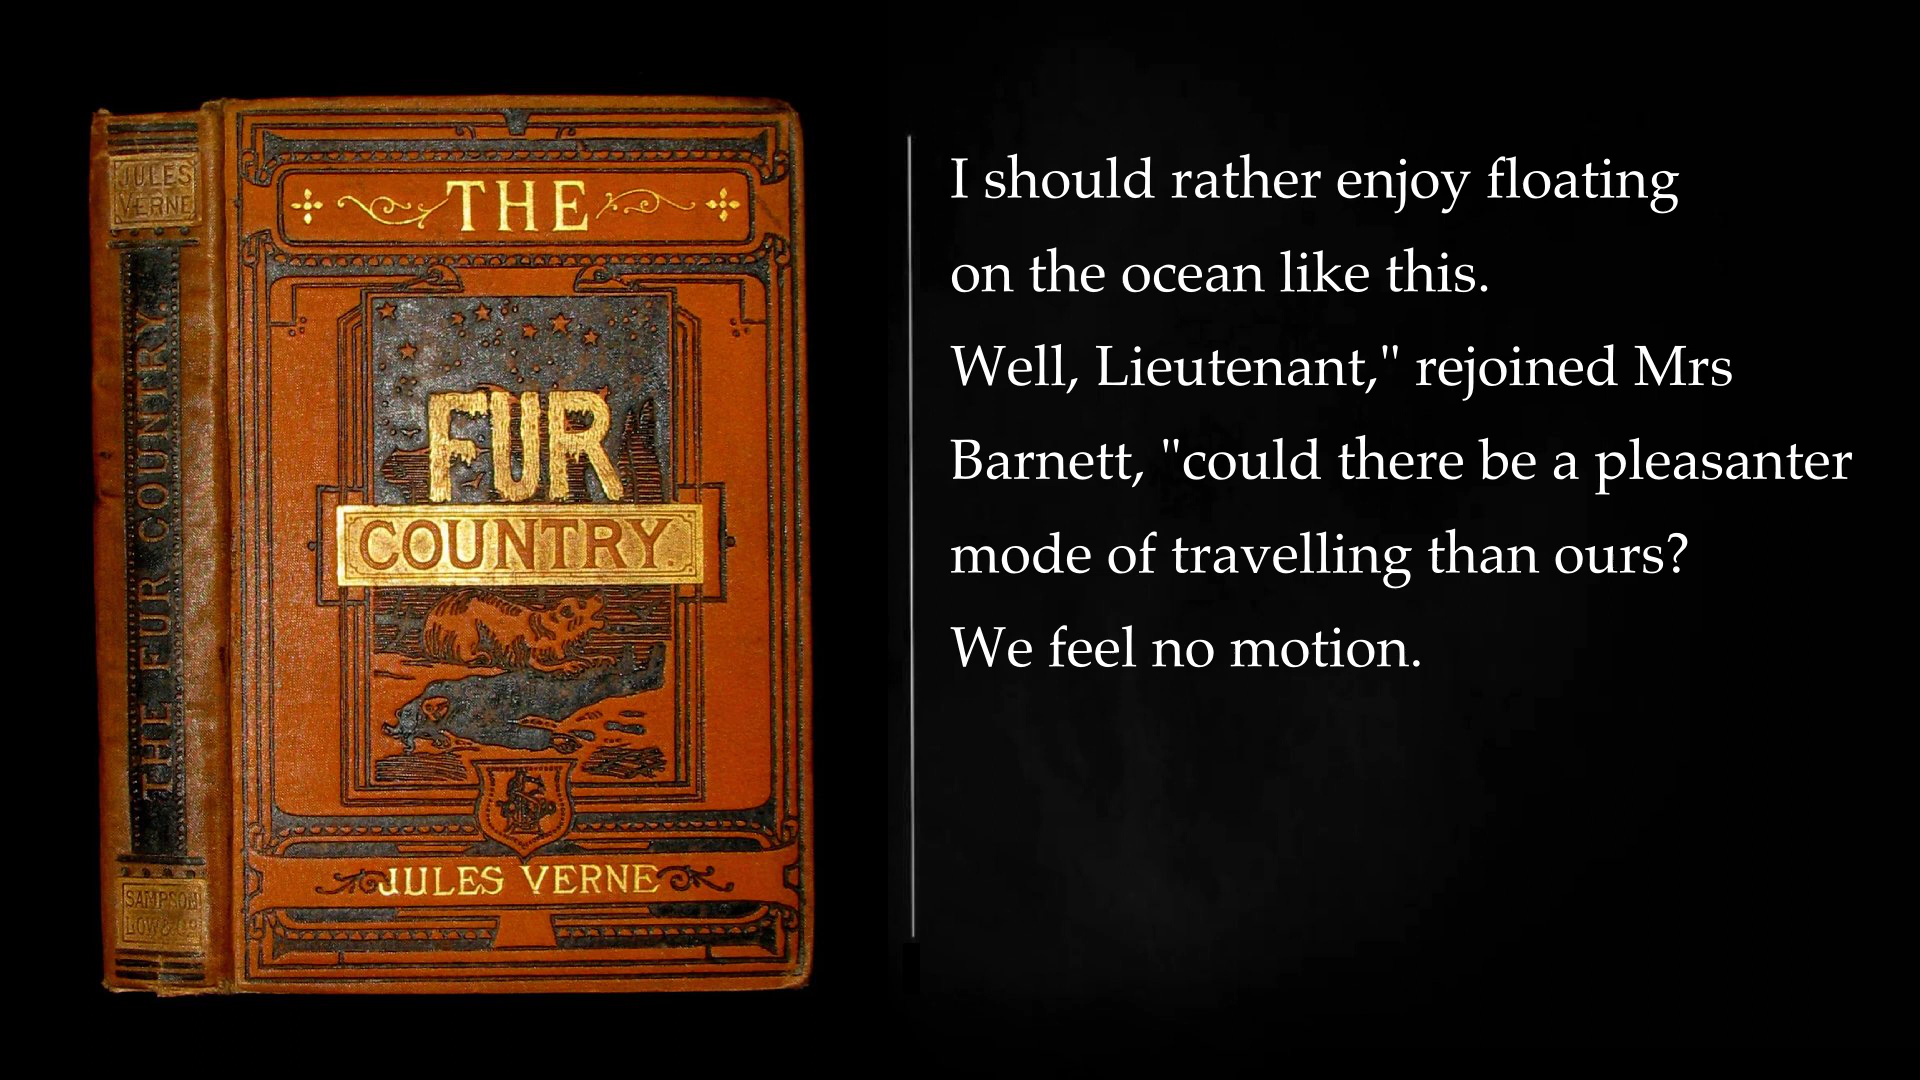 JULES
VERNE
THE FUR COUNTRY.
SAMPSON
LOW & Co
THE
FUR
COUNTRY.
JULES VERNE
I should rather enjoy floating
on the ocean like this.
Well, Lieutenant," rejoined Mrs
Barnett, "could there be a pleasanter
mode of travelling than ours?
We feel no motion.